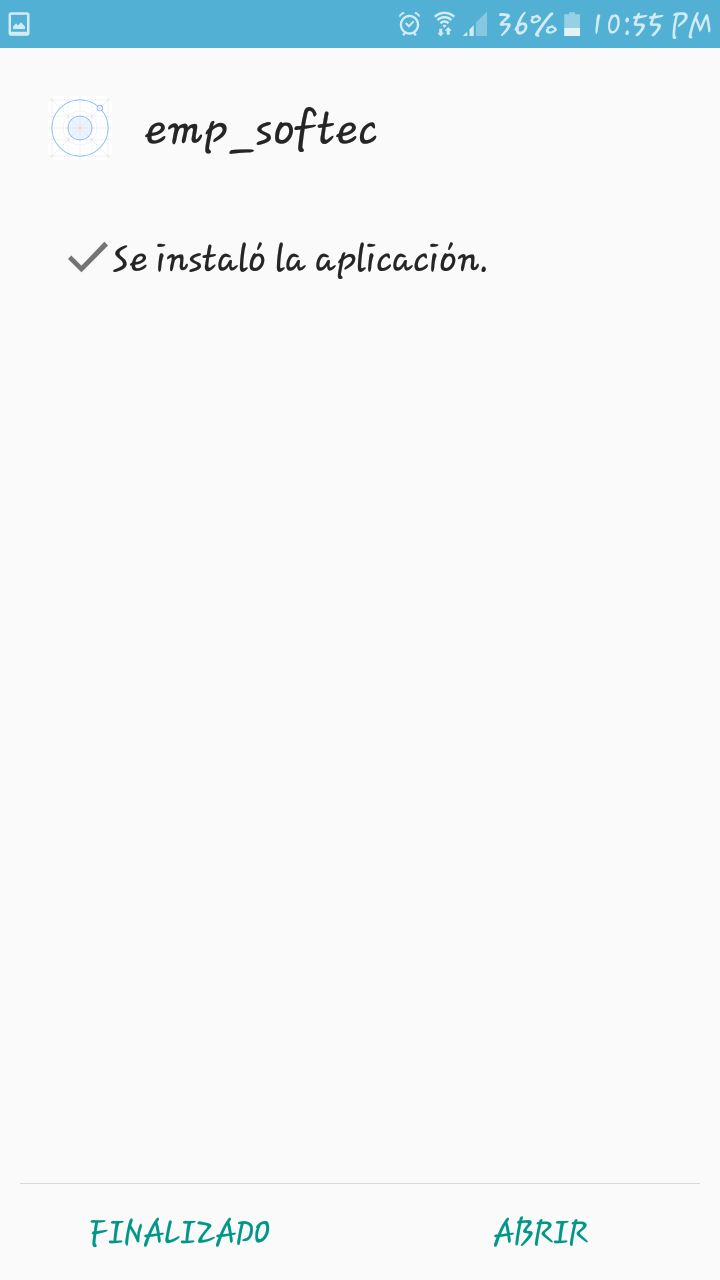 36% 10:55 PM
emp_softec
Se instaló la aplicación.
FINALIZADO ABRIR